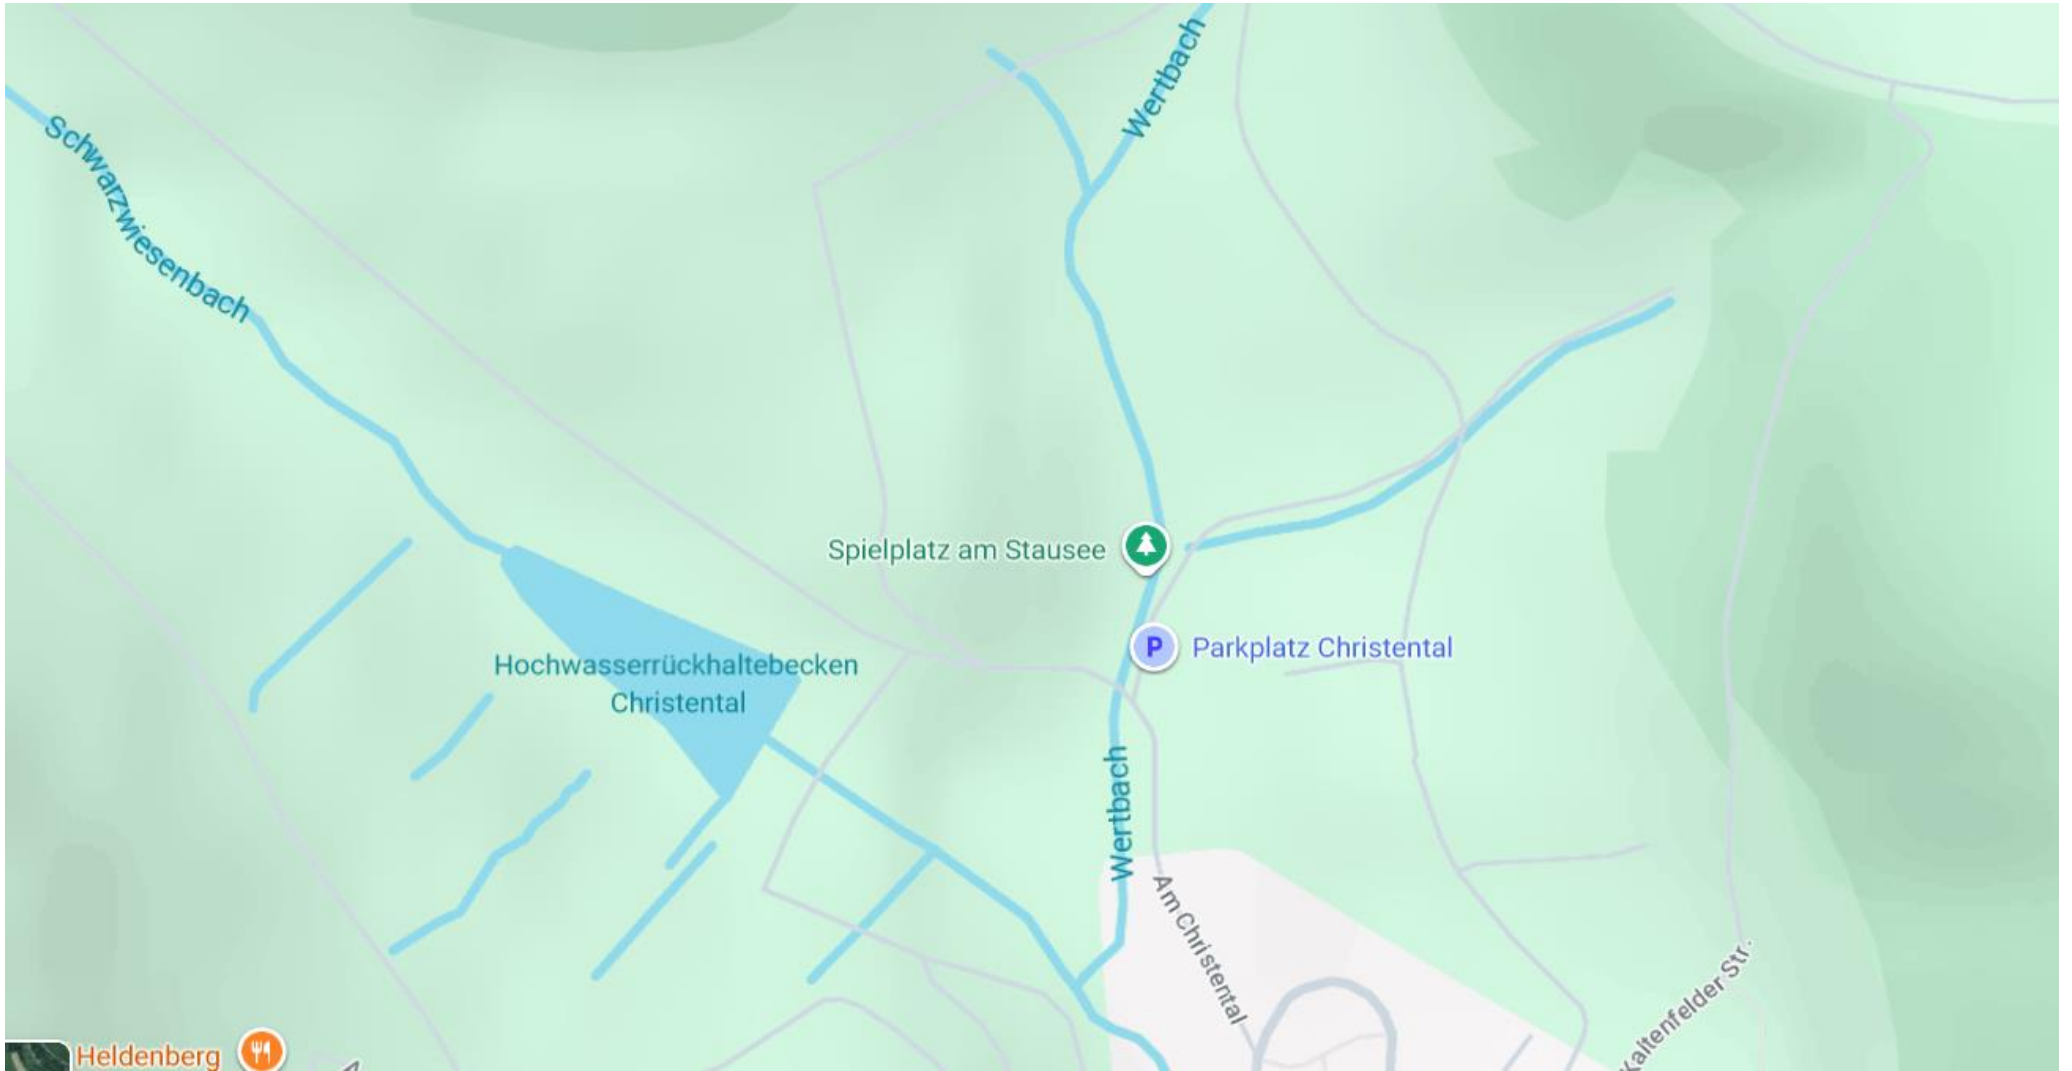 Wertbach
Schwarzwiesenbach
Spielplatz am Stausee
P
Parkplatz Christental
Hochwasserrückhaltebecken
Christental
Wertbach
Am Christental
Kaltenfelder Str.
Heldenberg